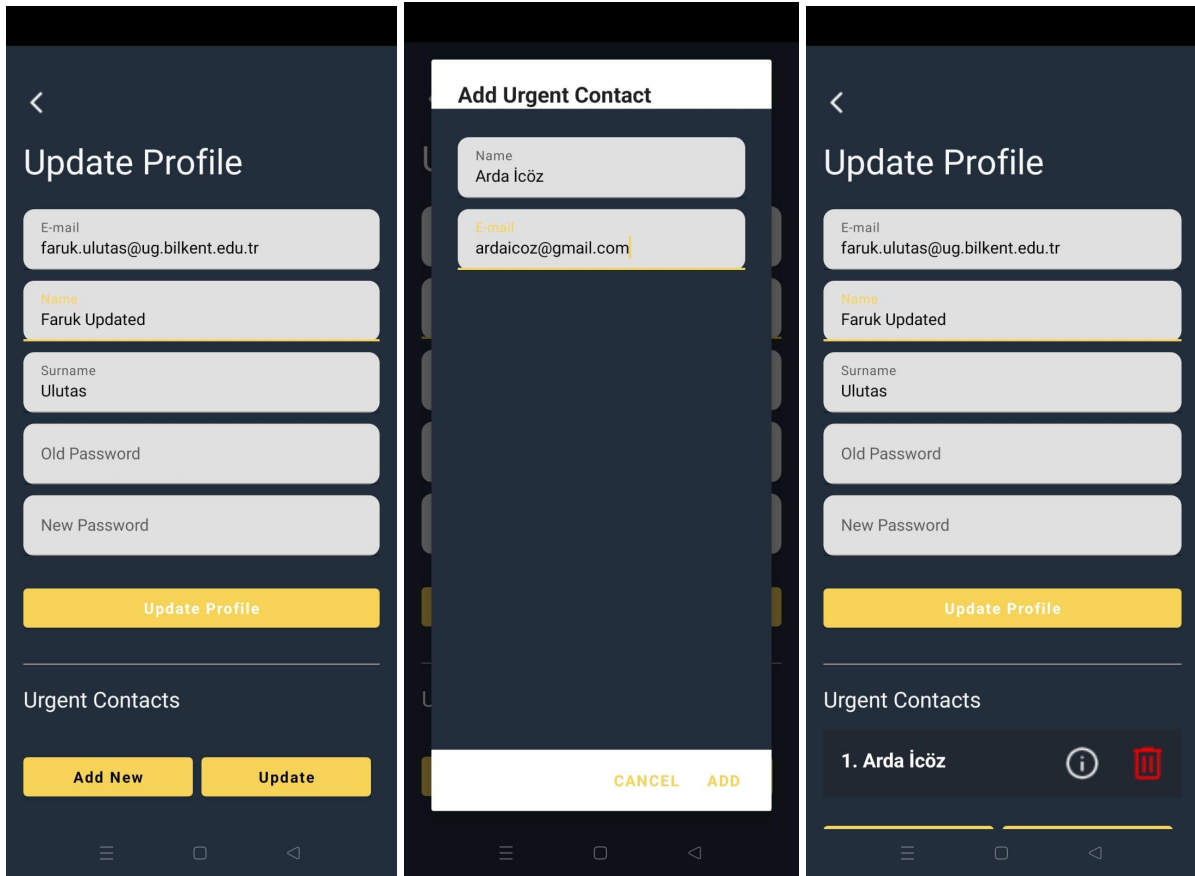 Update Profile
E-mail
faruk.ulutas@ug.bilkent.edu.tr
Name
Faruk Updated
Surname
Ulutas
Old Password
New Password
Update Profile
Urgent Contacts
Add New
Update
Add Urgent Contact
Name
Arda İcöz
E-mail
ardaicoz@gmail.com
CANCEL
ADD
Update Profile
E-mail
faruk.ulutas@ug.bilkent.edu.tr
Name
Faruk Updated
Surname
Ulutas
Old Password
New Password
Update Profile
Urgent Contacts
1. Arda İcöz